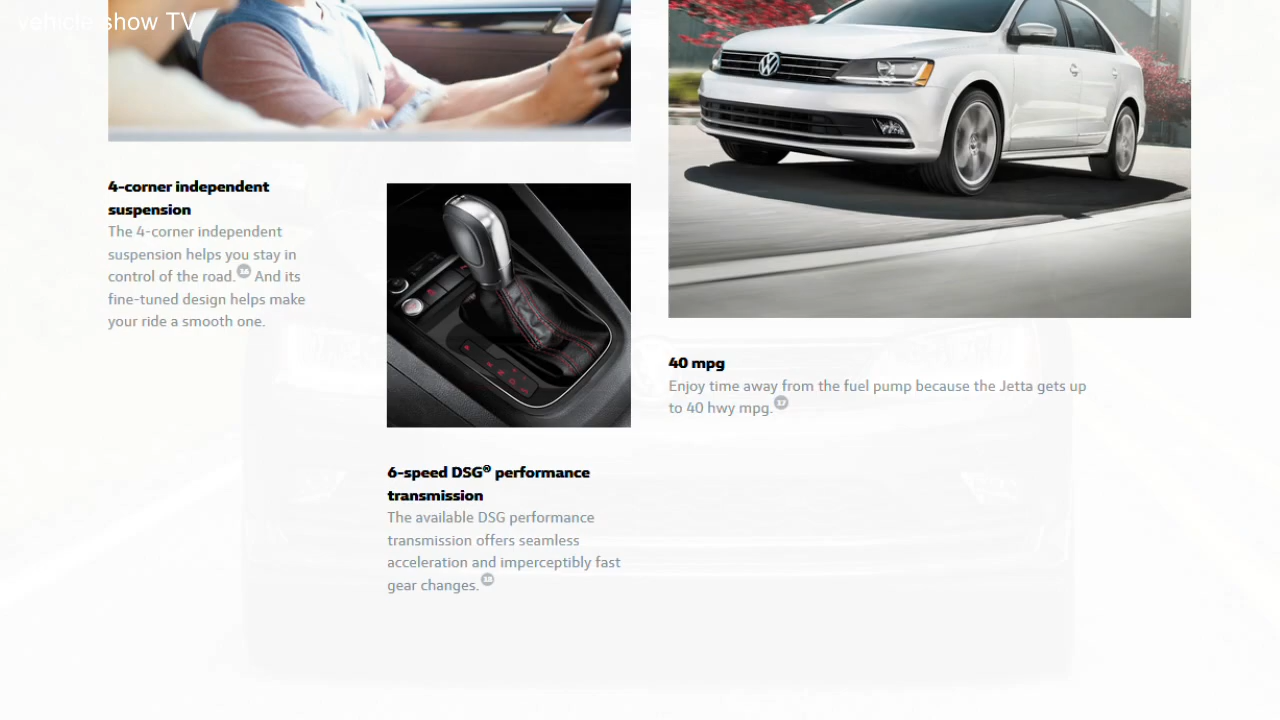 vehicle show TV
4-corner independent
suspension
The 4-corner independent
suspension helps you stay in
control of the road.16 And its
fine-tuned design helps make
your ride a smooth one.
6-speed DSG® performance
transmission
The available DSG performance
transmission offers seamless
acceleration and imperceptibly fast
gear changes.18
40 mpg
Enjoy time away from the fuel pump because the Jetta gets up
to 40 hwy mpg.17